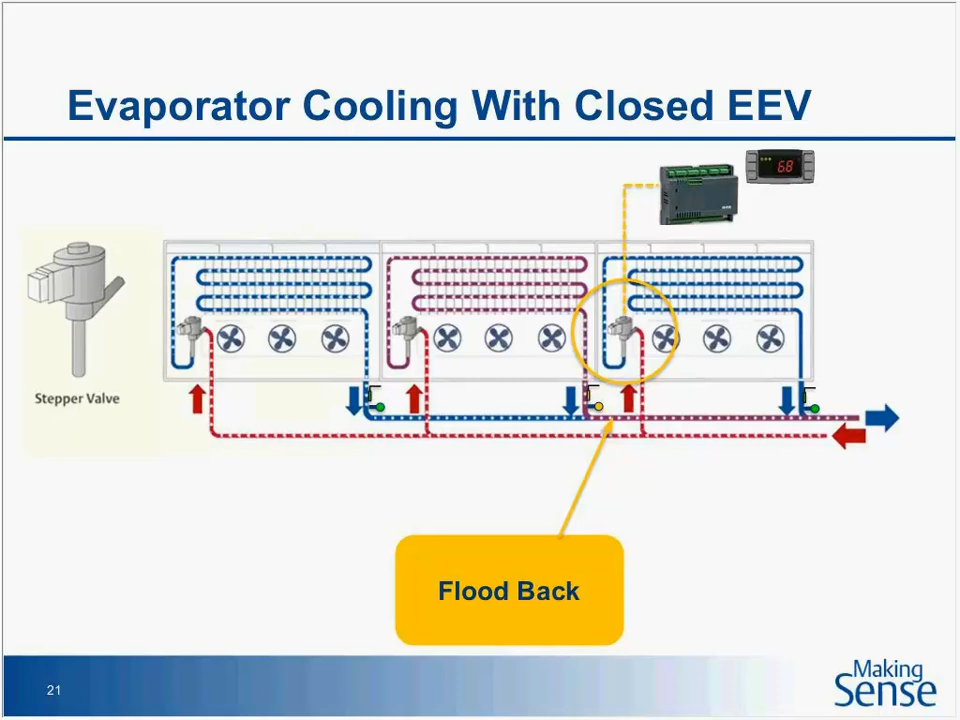 Evaporator Cooling With Closed EEV
68
Stepper Valve
Flood Back
21
Making
Sense